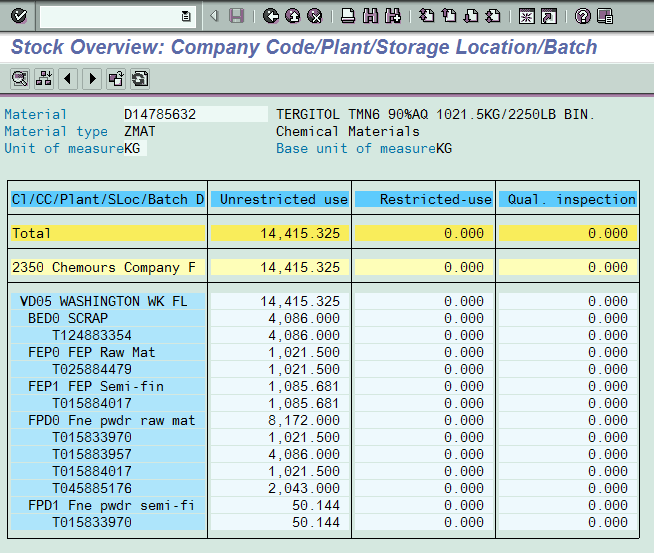 Stock Overview: Company Code/Plant/Storage Location/Batch
Material D14785632 TERGITOL TMN6 90%AQ 1021.5KG/2250LB BIN.
Material type ZMAT Chemical Materials
Unit of measureKG Base unit of measureKG
Cl/CC/Plant/SLoc/Batch D Unrestricted use Restricted-use Qual. inspection
Total 14,415.325 0.000 0.000
2350 Chemours Company F 14,415.325 0.000 0.000
VD05 WASHINGTON WK FL 14,415.325 0.000 0.000
BED0 SCRAP 4,086.000 0.000 0.000
T124883354 4,086.000 0.000 0.000
FEP0 FEP Raw Mat 1,021.500 0.000 0.000
T025884479 1,021.500 0.000 0.000
FEP1 FEP Semi-fin 1,085.681 0.000 0.000
T015884017 1,085.681 0.000 0.000
FPD0 Fne pwdr raw mat 8,172.000 0.000 0.000
T015833970 1,021.500 0.000 0.000
T015883957 4,086.000 0.000 0.000
T015884017 1,021.500 0.000 0.000
T045885176 2,043.000 0.000 0.000
FPD1 Fne pwdr semi-fi 50.144 0.000 0.000
T015833970 50.144 0.000 0.000